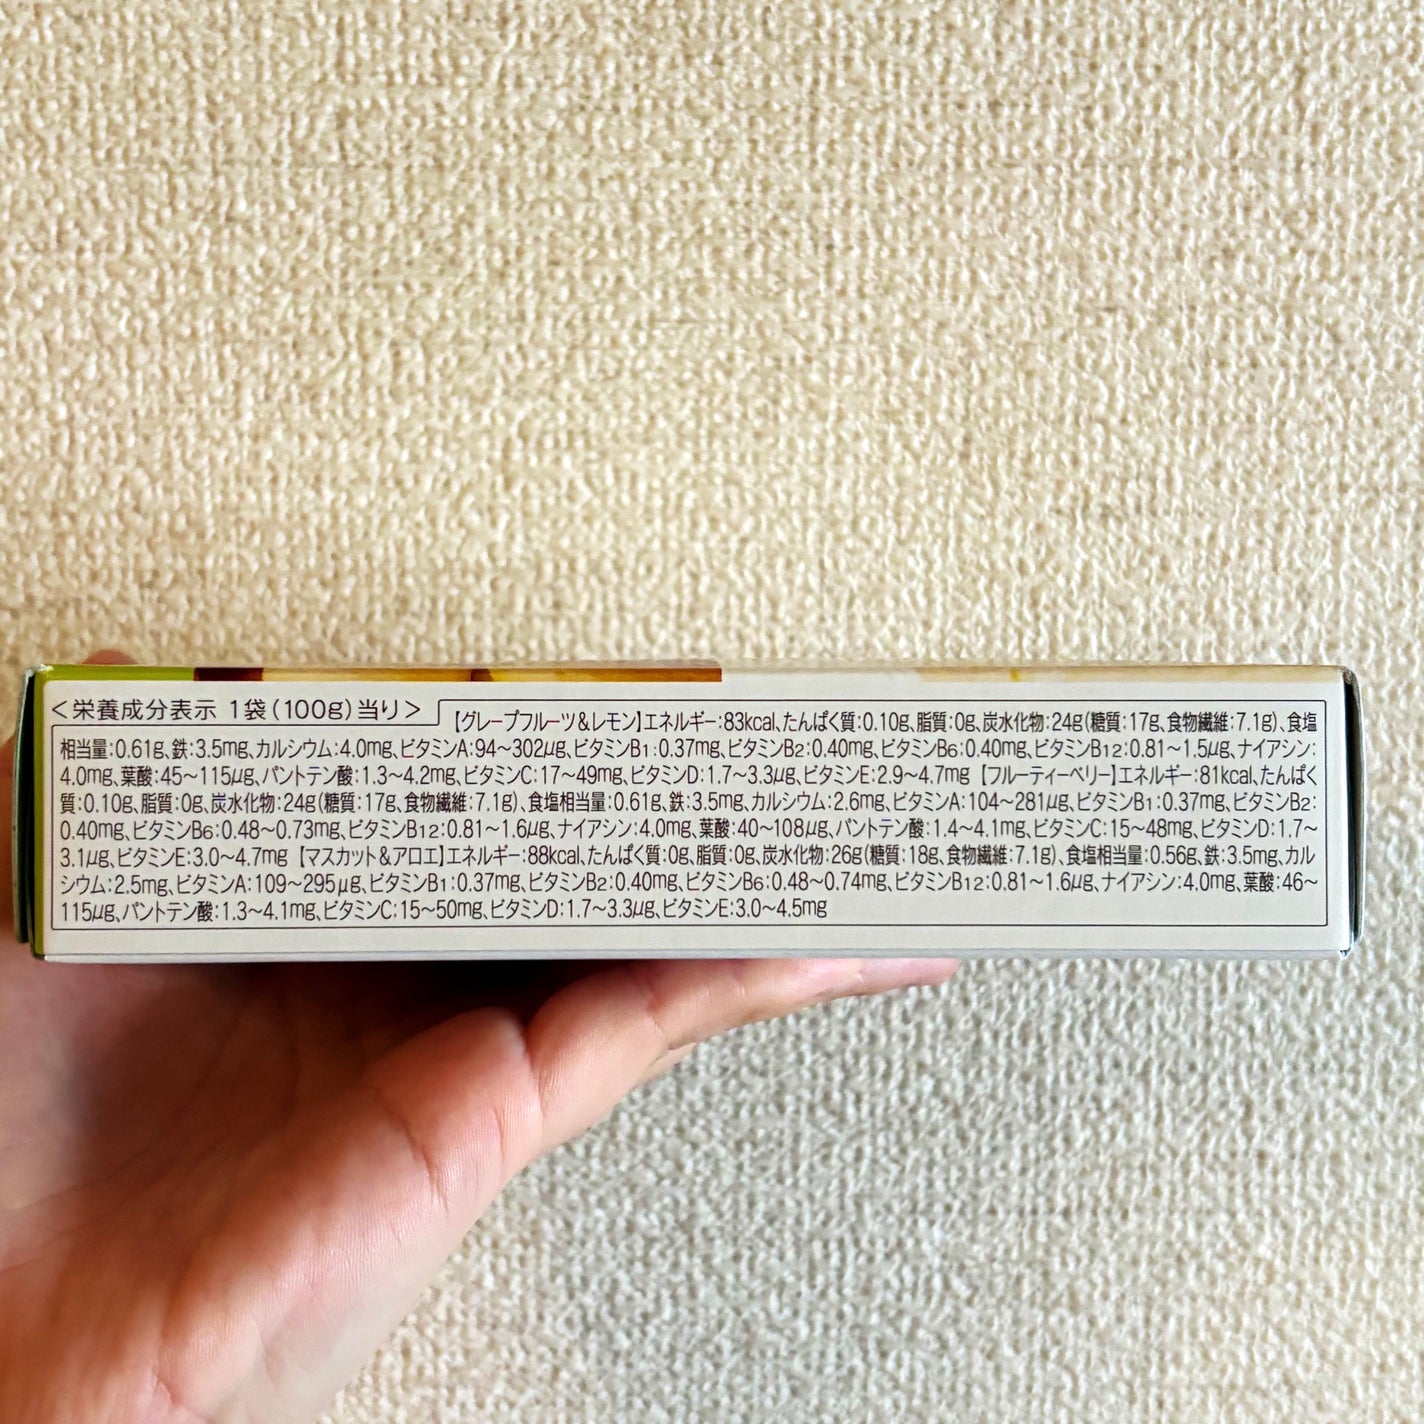 <栄養成分表示 1袋(100g)当り>
【グレープフルーツ&レモン】エネルギー:83kcal、たんぱく質:0.10g、脂質:0g、炭水化物:24g(糖質:17g、食物繊維:7.1g)、食塩
相当量:0.61g、鉄:3.5mg、カルシウム:4.0mg、ビタミンA:94~302μg、ビタミンB1:0.37mg、ビタミンB2:0.40mg、ビタミンB6:0.40mg、ビタミンB12:0.81~1.5μg、ナイアシン:
4.0mg、葉酸:45~115μg、パントテン酸:1.3~4.2mg、ビタミンC:17~49mg、ビタミンD:1.7~3.3μg、ビタミンE:2.9~4.7mg【フルーティーベリー】エネルギー:81kcal、たんぱく
質:0.10g、脂質:0g、炭水化物:24g(糖質:17g、食物繊維:7.1g)、食塩相当量:0.61g、鉄:3.5mg、カルシウム:2.6mg、ビタミンA:104~281μg、ビタミンB1:0.37mg、ビタミンB2:
0.40mg、ビタミンB6:0.48~0.73mg、ビタミンB12:0.81~1.6μg、ナイアシン:4.0mg、葉酸:40~108μg、パントテン酸:1.4~4.1mg、ビタミンC:15~48mg、ビタミンD:1.7~
3.1μg、ビタミンE:3.0~4.7mg【マスカット&アロエ】エネルギー:88kcal、たんぱく質:0g、脂質:0g、炭水化物:26g(糖質:18g、食物繊維:7.1g)、食塩相当量:0.56g、鉄:3.5mg、カル
シウム:2.5mg、ビタミンA:109~295μg、ビタミンB1:0.37mg、ビタミンB2:0.40mg、ビタミンB6:0.48~0.74mg、ビタミンB12:0.81~1.6μg、ナイアシン:4.0mg、葉酸:46~
115μg、パントテン酸:1.3~4.1mg、ビタミンC:15~50mg、ビタミンD:1.7~3.3μg、ビタミンE:3.0~4.5mg